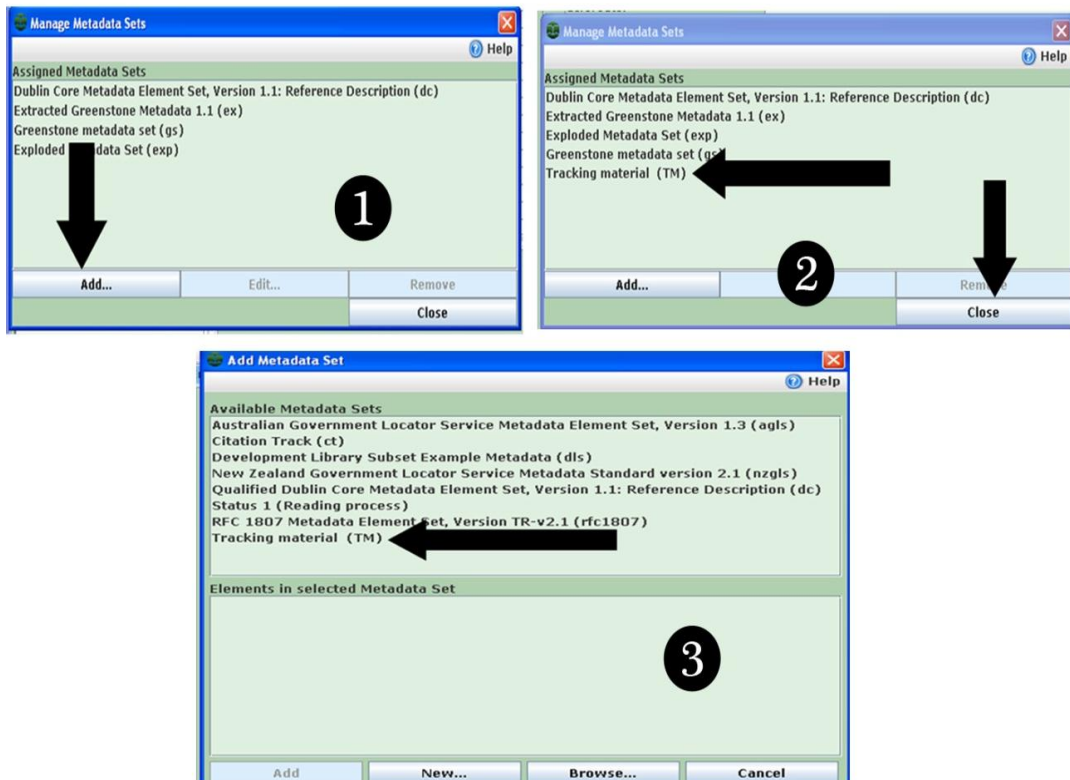 Manage Metadata Sets
Help
Assigned Metadata Sets
Dublin Core Metadata Element Set, Version 1.1: Reference Description (dc)
Extracted Greenstone Metadata 1.1 (ex)
Greenstone metadata set (gs)
Exploded Set (exp)
1
Add... Edit... Remove
Close
Manage Metadata Sets
Help
Assigned Metadata Sets
Dublin Core Metadata Element Set, Version 1.1: Reference Description (dc)
Extracted Greenstone Metadata 1.1 (ex)
Exploded Metadata Set (exp)
Greenstone metadata set (gs)
Tracking material (TM)
2
Add... Remove
Close
Add Metadata Set
Help
Available Metadata Sets
Australian Government Locator Service Metadata Element Set, Version 1.3 (agls)
Citation Track (ct)
Development Library Subset Example Metadata (dls)
New Zealand Government Locator Service Metadata Standard version 2.1 (nzgls)
Qualified Dublin Core Metadata Element Set, Version 1.1: Reference Description (dc)
Status 1 (Reading process)
RFC 1807 Metadata Element Set, Version TR-v2.1 (rfc1807)
Tracking material (TM)
Elements in selected Metadata Set
3
Add New... Browse... Cancel